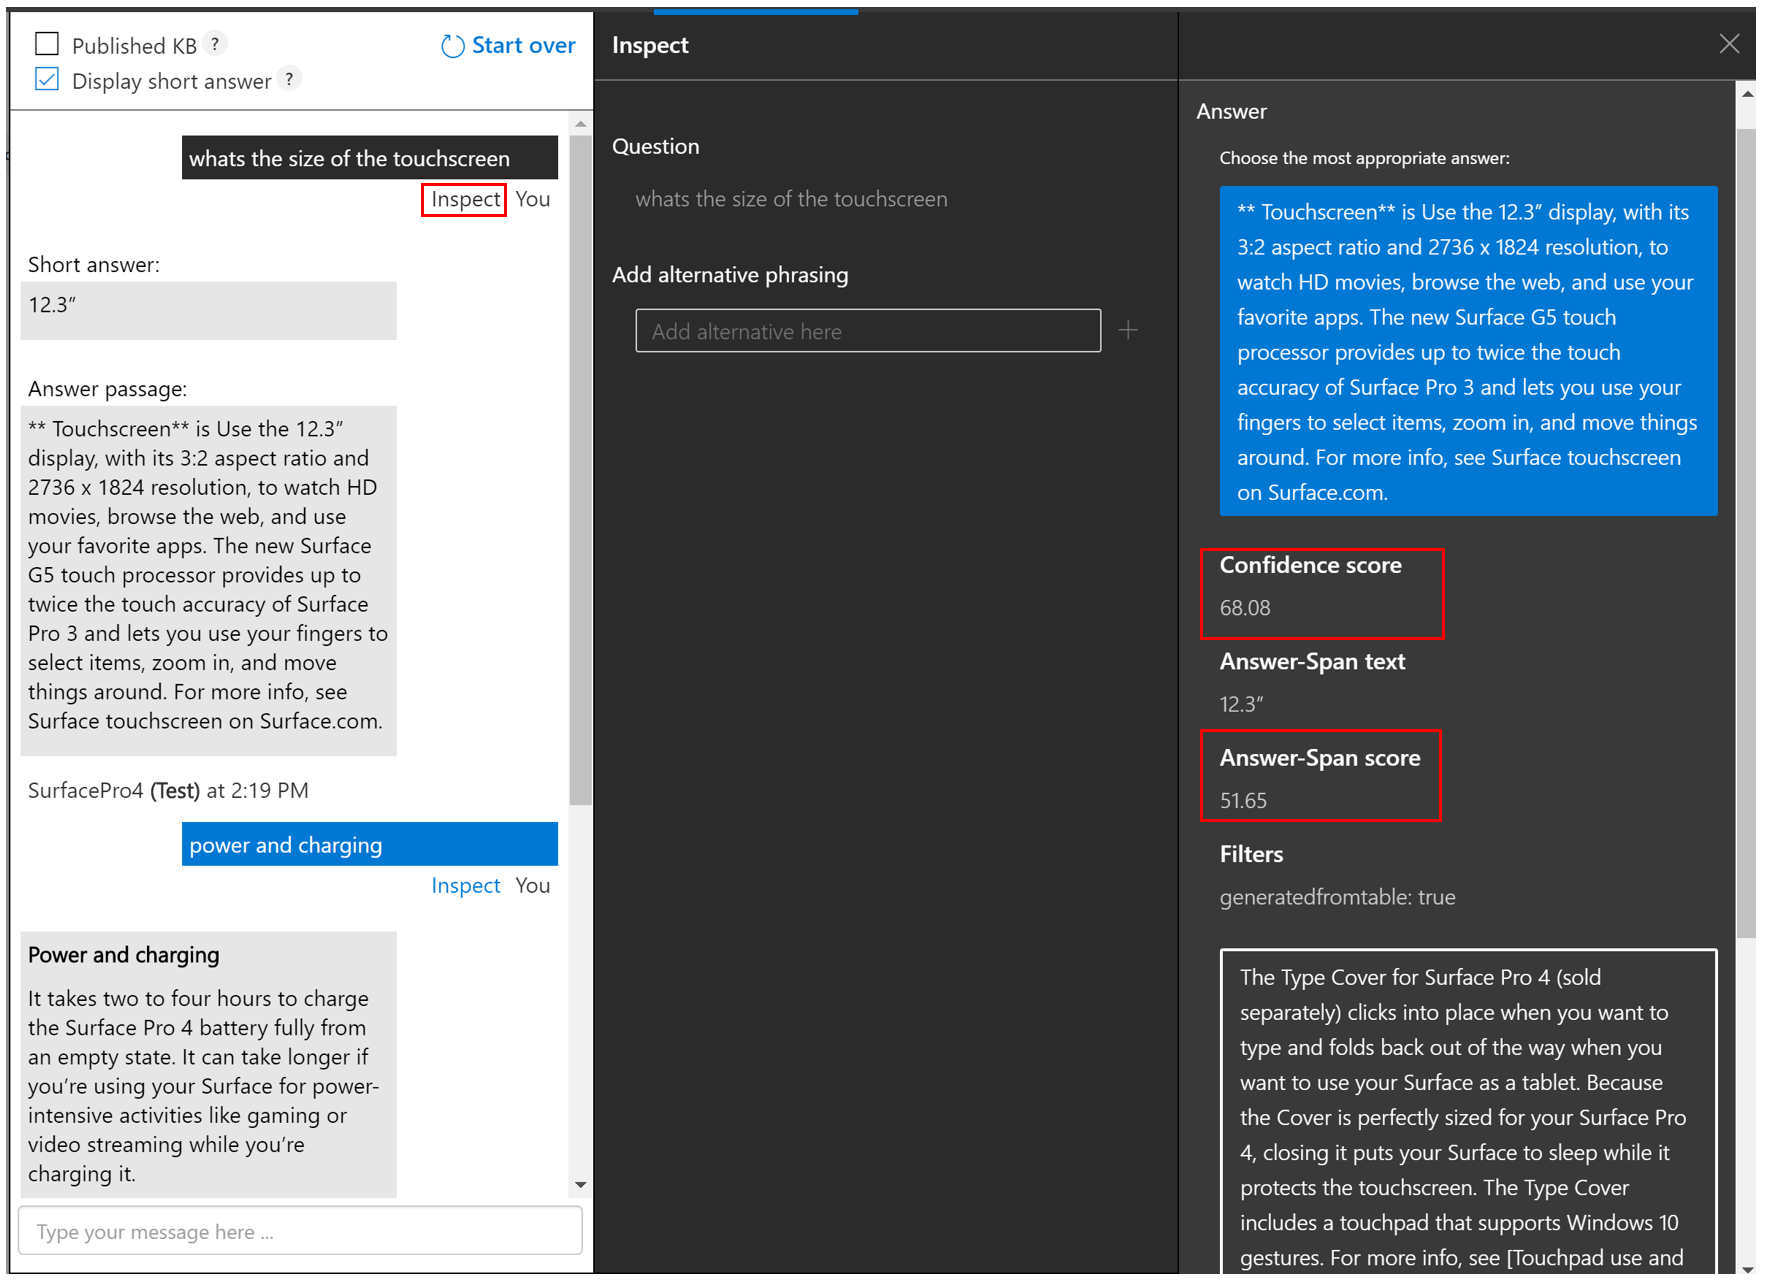 Published KB ?
Start over
Display short answer ?
whats the size of the touchscreen
Inspect You
Short answer:
12.3”
Answer passage:
** Touchscreen** is Use the 12.3”
display, with its 3:2 aspect ratio and
2736 x 1824 resolution, to watch HD
movies, browse the web, and use
your favorite apps. The new Surface
G5 touch processor provides up to
twice the touch accuracy of Surface
Pro 3 and lets you use your fingers to
select items, zoom in, and move
things around. For more info, see
Surface touchscreen on Surface.com.
SurfacePro4 (Test) at 2:19 PM
power and charging
Inspect You
Power and charging
It takes two to four hours to charge
the Surface Pro 4 battery fully from
an empty state. It can take longer if
you’re using your Surface for power-
intensive activities like gaming or
video streaming while you’re
charging it.
Type your message here ...
Inspect
Question
whats the size of the touchscreen
Add alternative phrasing
Add alternative here
Answer
Choose the most appropriate answer:
** Touchscreen** is Use the 12.3” display, with its
3:2 aspect ratio and 2736 x 1824 resolution, to
watch HD movies, browse the web, and use your
favorite apps. The new Surface G5 touch
processor provides up to twice the touch
accuracy of Surface Pro 3 and lets you use your
fingers to select items, zoom in, and move things
around. For more info, see Surface touchscreen
on Surface.com.
Confidence score
68.08
Answer-Span text
12.3”
Answer-Span score
51.65
Filters
generatedfromtable: true
The Type Cover for Surface Pro 4 (sold
separately) clicks into place when you want to
type and folds back out of the way when you
want to use your Surface as a tablet. Because
the Cover is perfectly sized for your Surface Pro
4, closing it puts your Surface to sleep while it
protects the touchscreen. The Type Cover
includes a touchpad that supports Windows 10
gestures. For more info, see [Touchpad use and